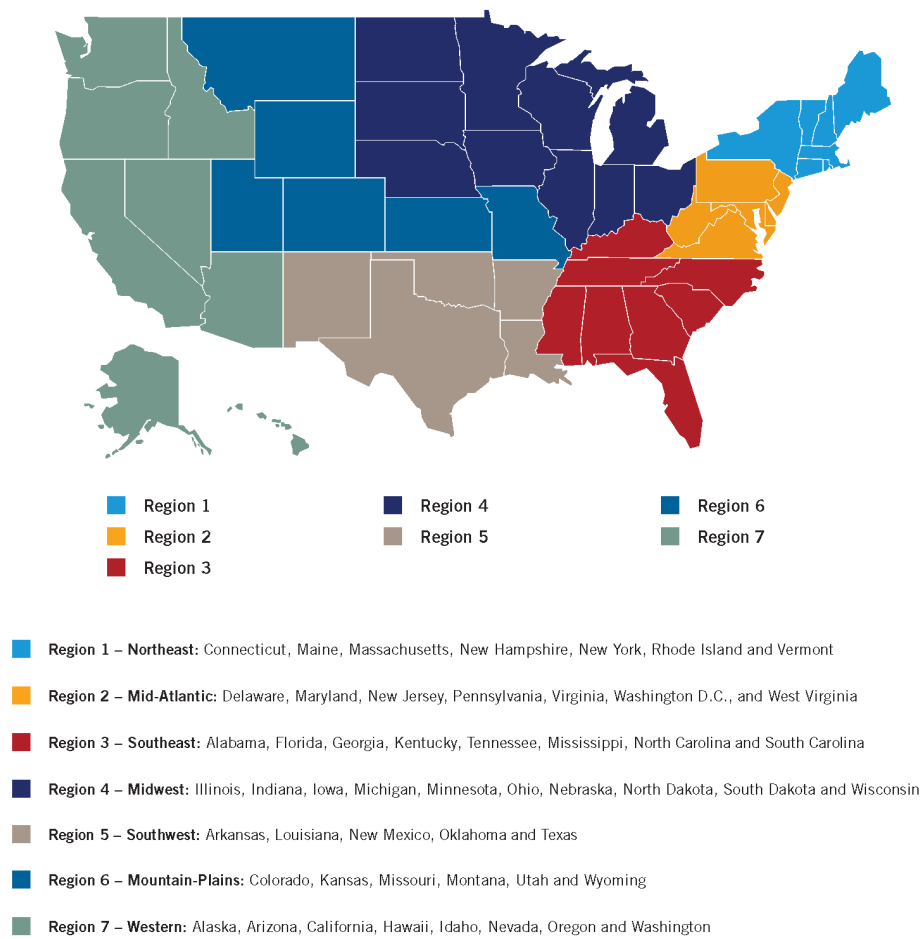 Region 1
Region 2
Region 3
Region 4
Region 5
Region 6
Region 7
Region 1 – Northeast: Connecticut, Maine, Massachusetts, New Hampshire, New York, Rhode Island and Vermont
Region 2 – Mid-Atlantic: Delaware, Maryland, New Jersey, Pennsylvania, Virginia, Washington D.C., and West Virginia
Region 3 – Southeast: Alabama, Florida, Georgia, Kentucky, Tennessee, Mississippi, North Carolina and South Carolina
Region 4 – Midwest: Illinois, Indiana, Iowa, Michigan, Minnesota, Ohio, Nebraska, North Dakota, South Dakota and Wisconsin
Region 5 – Southwest: Arkansas, Louisiana, New Mexico, Oklahoma and Texas
Region 6 – Mountain-Plains: Colorado, Kansas, Missouri, Montana, Utah and Wyoming
Region 7 – Western: Alaska, Arizona, California, Hawaii, Idaho, Nevada, Oregon and Washington